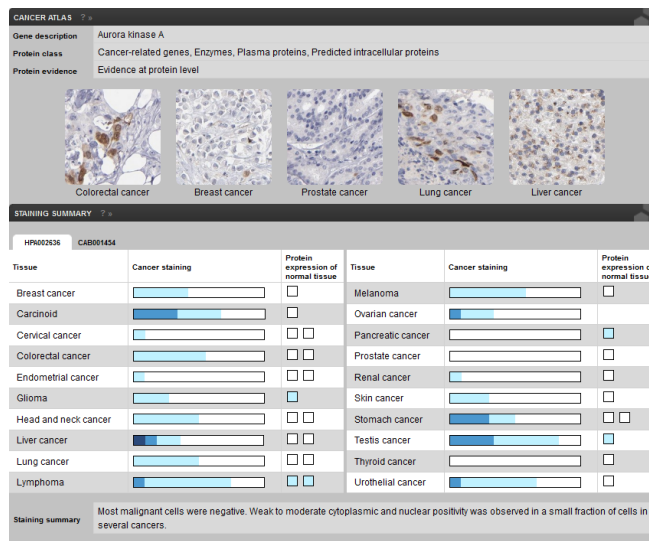 CANCER ATLAS ? »
Gene description Aurora kinase A
Protein class Cancer-related genes, Enzymes, Plasma proteins, Predicted intracellular proteins
Protein evidence Evidence at protein level
Colorectal cancer Breast cancer Prostate cancer Lung cancer Liver cancer
STAINING SUMMARY ? »
HPA002636 CAB001454
Tissue Cancer staining Protein expression of normal tissue Tissue Cancer staining Protein expression normal tissu
Breast cancer Melanoma
Carcinoid Ovarian cancer
Cervical cancer Pancreatic cancer
Colorectal cancer Prostate cancer
Endometrial cancer Renal cancer
Glioma Skin cancer
Head and neck cancer Stomach cancer
Liver cancer Testis cancer
Lung cancer Thyroid cancer
Lymphoma Urothelial cancer
Staining summary Most malignant cells were negative. Weak to moderate cytoplasmic and nuclear positivity was observed in a small fraction of cells in
several cancers.